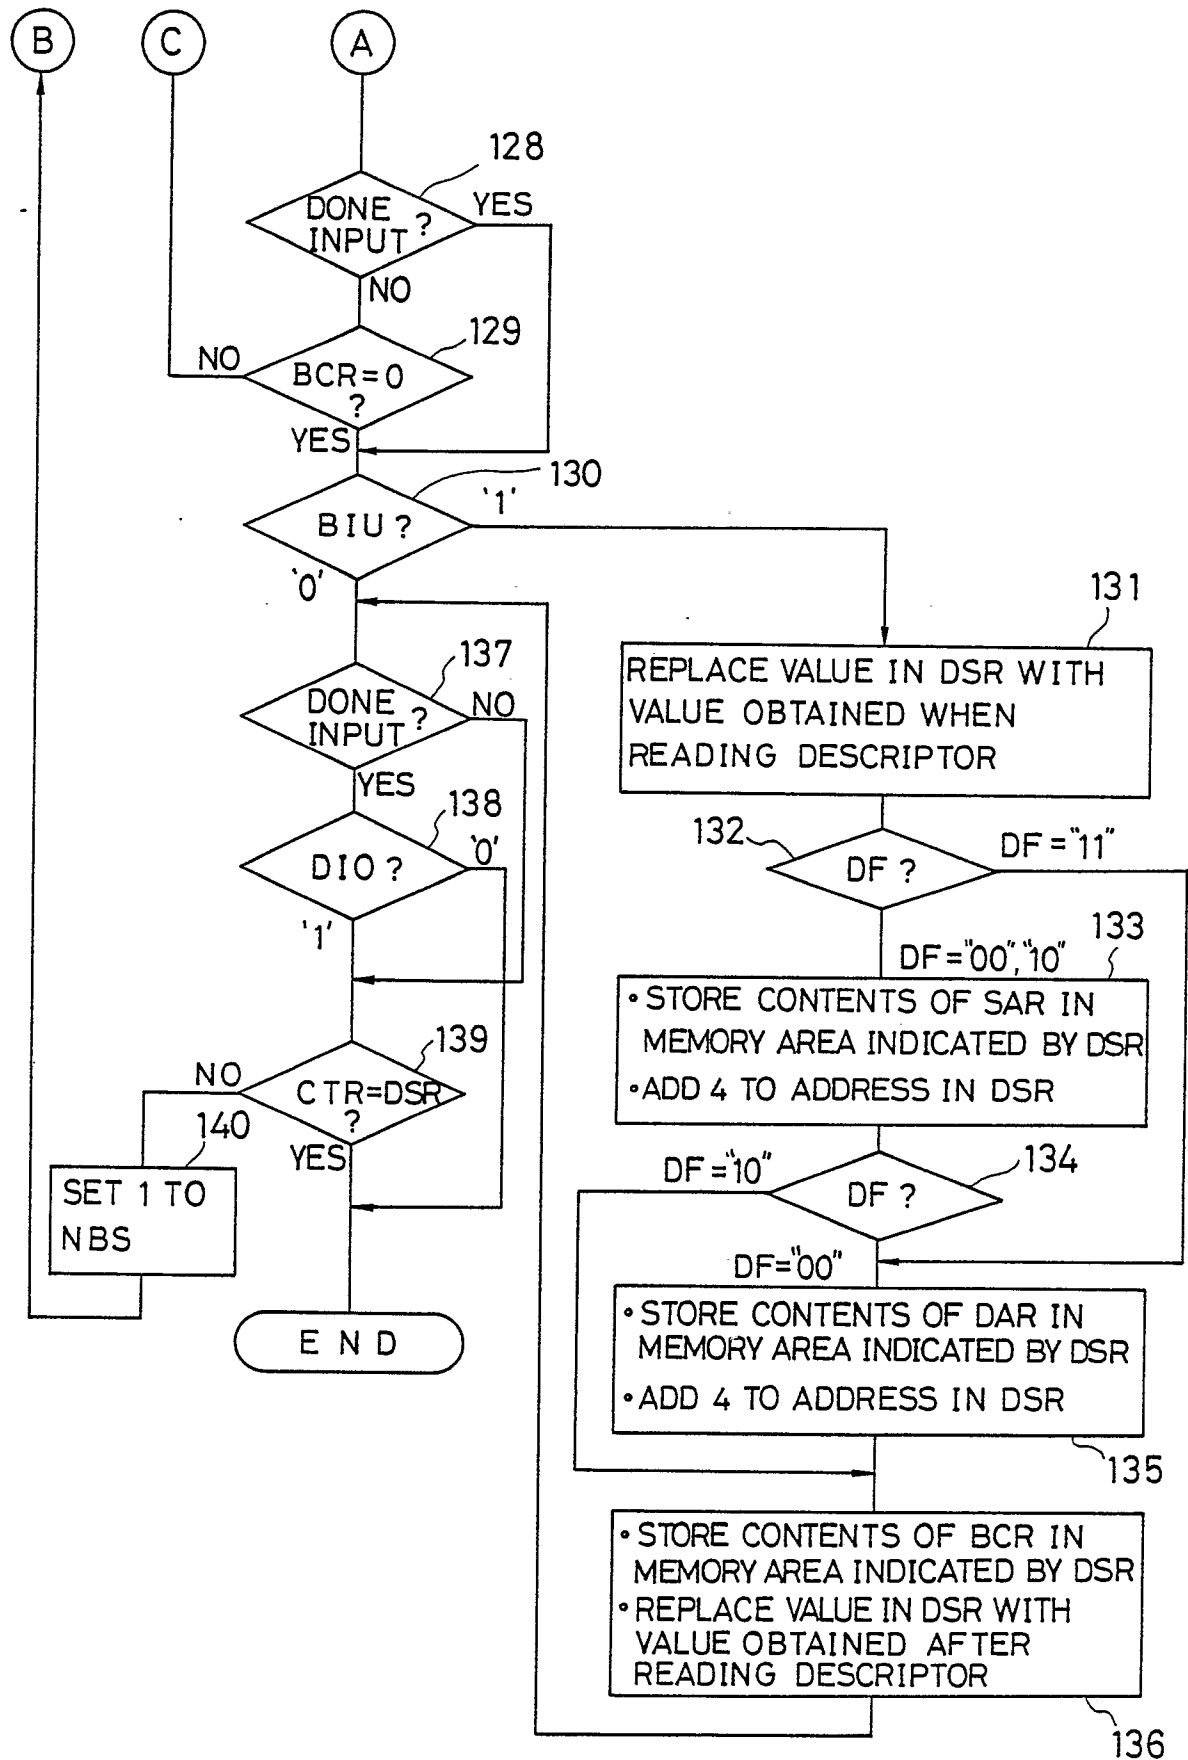 B
C
A
128
DONE
INPUT ?
YES
NO
129
NO
BCR=0
?
YES
130
BIU ?
'1'
'0'
137
DONE
INPUT ?
NO
YES
138
DIO ?
'0'
'1'
139
NO
CTR=DSR
?
140
YES
SET 1 TO
NBS
END
131
REPLACE VALUE IN DSR WITH
VALUE OBTAINED WHEN
READING DESCRIPTOR
132
DF ?
DF="11"
133
DF="00","10"
• STORE CONTENTS OF SAR IN
MEMORY AREA INDICATED BY DSR
• ADD 4 TO ADDRESS IN DSR
134
DF="10"
DF ?
DF="00"
• STORE CONTENTS OF DAR IN
MEMORY AREA INDICATED BY DSR
• ADD 4 TO ADDRESS IN DSR
135
• STORE CONTENTS OF BCR IN
MEMORY AREA INDICATED BY DSR
• REPLACE VALUE IN DSR WITH
VALUE OBTAINED AFTER
READING DESCRIPTOR
136